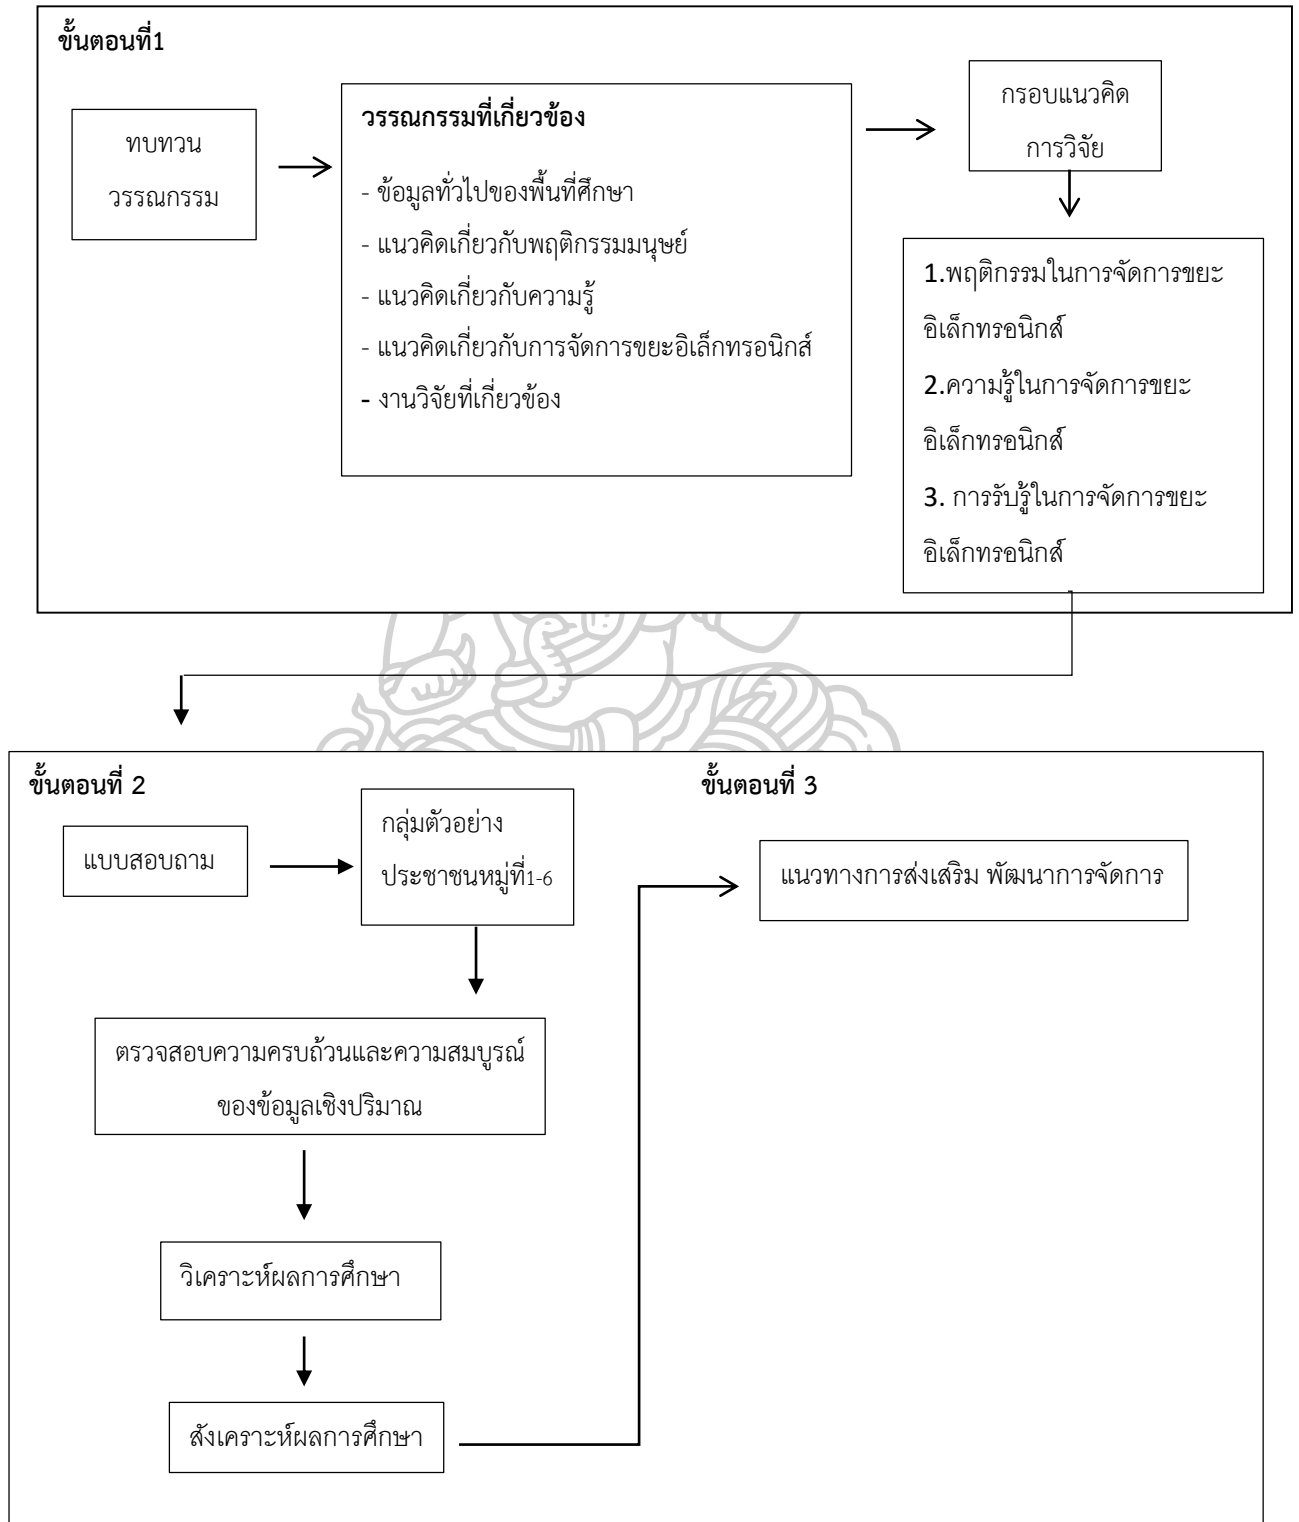 ขั้นตอนที่1
ทบทวน
วรรณกรรม
วรรณกรรมที่เกี่ยวข้อง
- ข้อมูลทั่วไปของพื้นที่ศึกษา
- แนวคิดเกี่ยวกับพฤติกรรมมนุษย์
- แนวคิดเกี่ยวกับความรู้
- แนวคิดเกี่ยวกับการจัดการขยะอิเล็กทรอนิกส์
- งานวิจัยที่เกี่ยวข้อง
กรอบแนวคิด
การวิจัย
1.พฤติกรรมในการจัดการขยะ
อิเล็กทรอนิกส์
2.ความรู้ในการจัดการขยะ
อิเล็กทรอนิกส์
3. การรับรู้ในการจัดการขยะ
อิเล็กทรอนิกส์
ขั้นตอนที่ 2
แบบสอบถาม
กลุ่มตัวอย่าง
ประชาชนหมู่ที่1-6
ตรวจสอบความครบถ้วนและความสมบูรณ์
ของข้อมูลเชิงปริมาณ
วิเคราะห์ผลการศึกษา
สังเคราะห์ผลการศึกษา
ขั้นตอนที่ 3
แนวทางการส่งเสริม พัฒนาการจัดการ